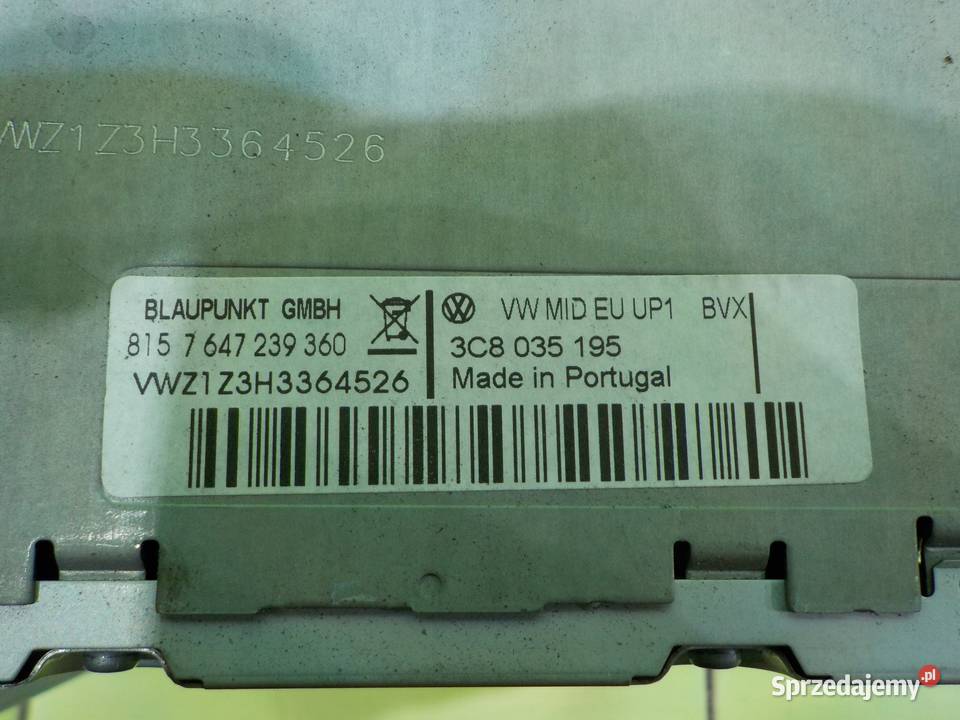 VWZ1Z3H3364526
BLAUPUNKT GMBH
815 7 647 239 360
VWZ1Z3H3364526
VW MID EU UP1 BVX
3C8 035 195
Made in Portugal
Sprzedajemy.pl